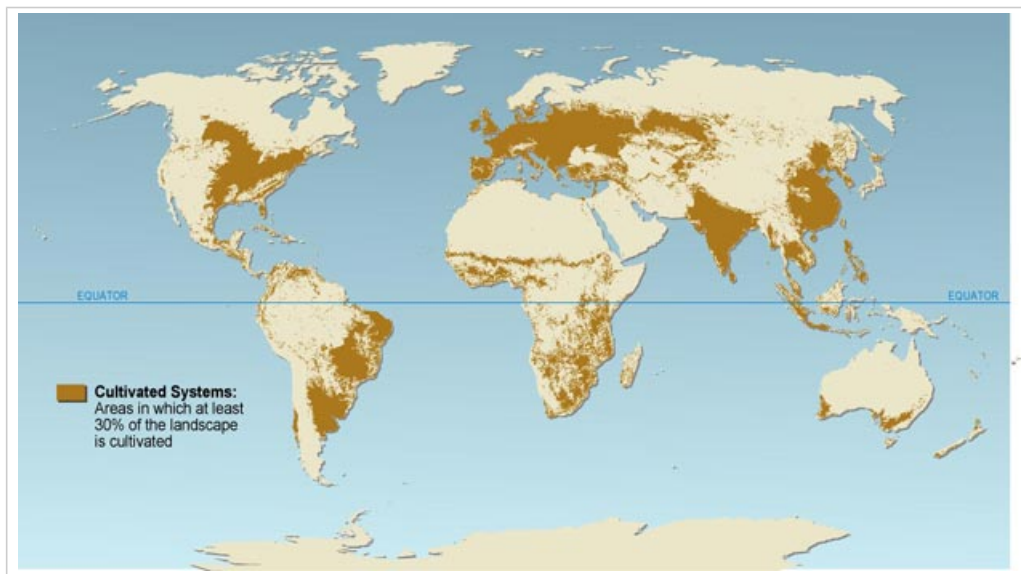 EQUATOR
EQUATOR
Cultivated Systems:
Areas in which at least
30% of the landscape
is cultivated